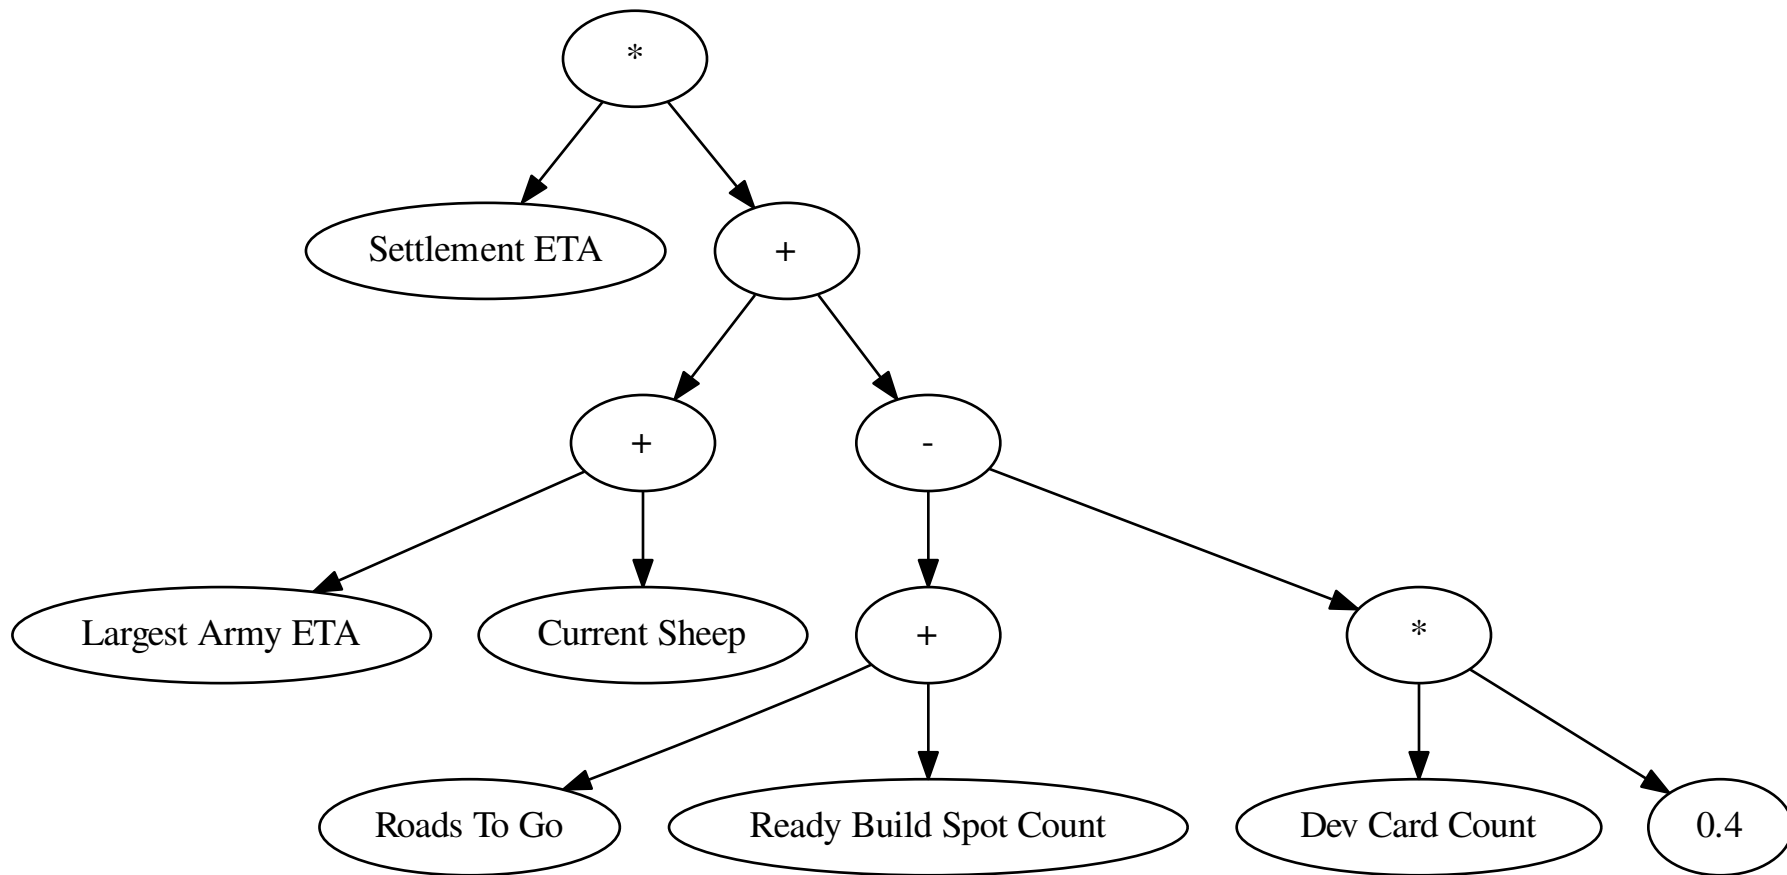 *
Settlement ETA
+
+
-
Largest Army ETA
Current Sheep
+
*
Roads To Go
Ready Build Spot Count
Dev Card Count
0.4